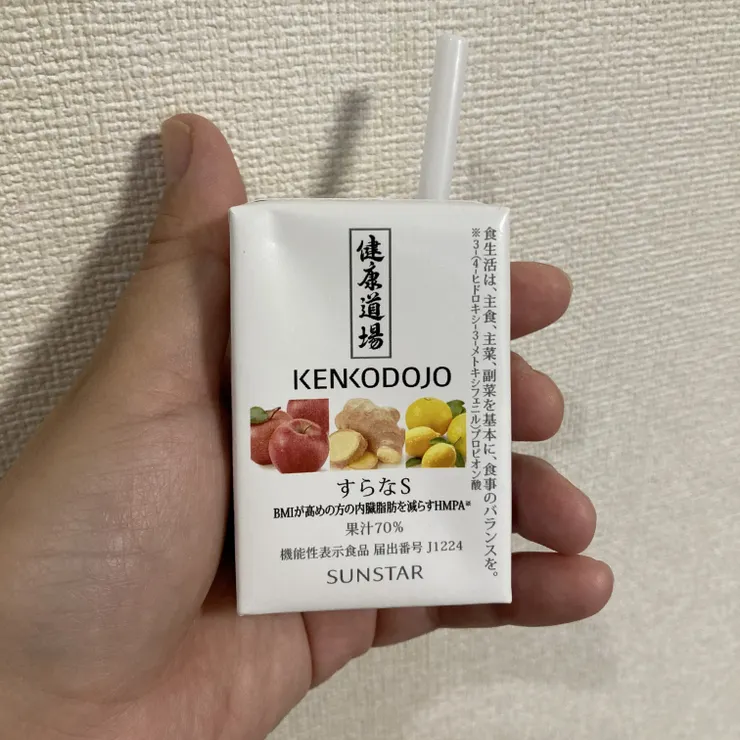 健康道場
KENKODOJO
すらなS
BMIが高めの方の内臓脂肪を減らすHMPA※
果汁70%
機能性表示食品 届出番号 J1224
SUNSTAR
食生活は、主食、主菜、副菜を基本に、食事のバランスを。
※3-(4-ヒドロキシ-3-メトキシフェニル)プロピオン酸